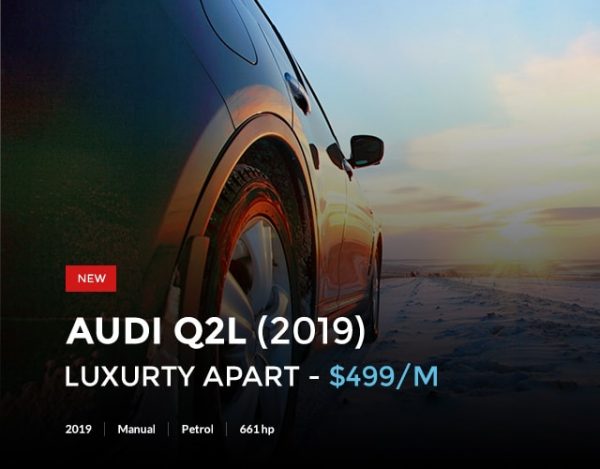 NEW
AUDI Q2L (2019)
LUXURTY APART - $499/M
2019 | Manual | Petrol | 661 hp